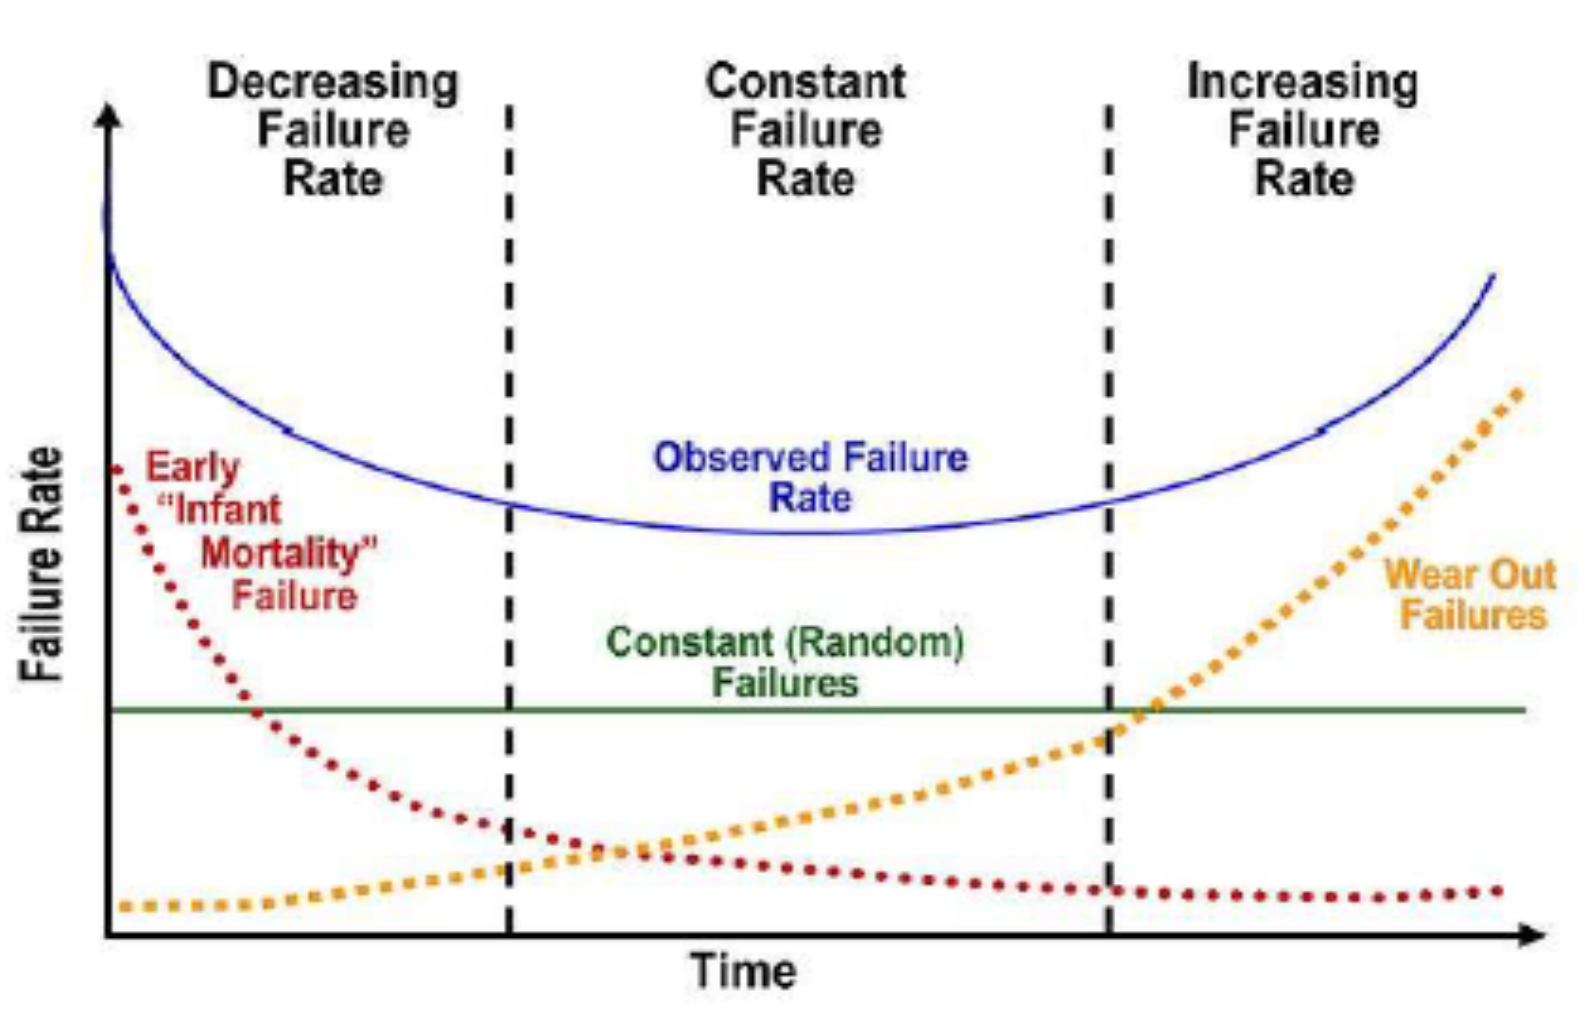 Decreasing
Failure
Rate
Constant
Failure
Rate
Increasing
Failure
Rate
Failure Rate
Early
“Infant
Mortality”
Failure
Observed Failure
Rate
Constant (Random)
Failures
Wear Out
Failures
Time